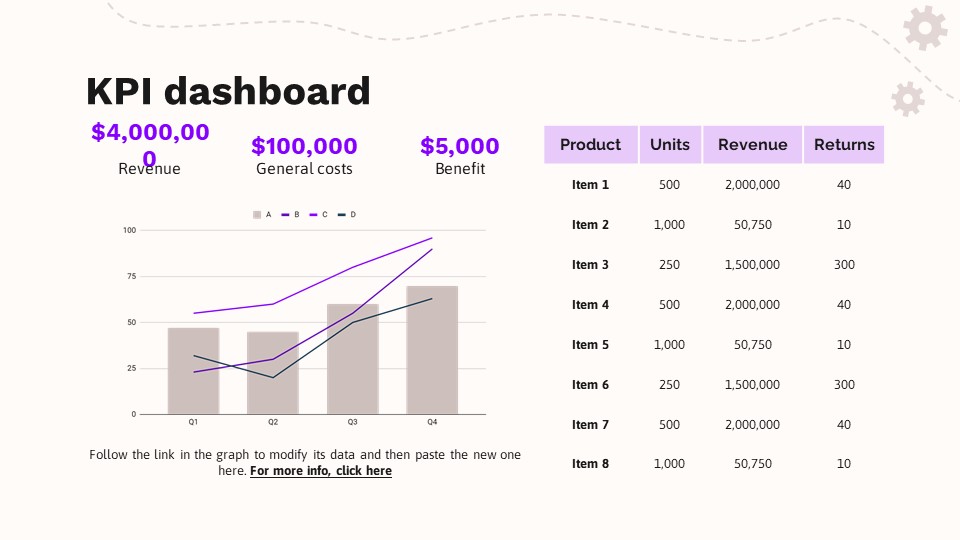 KPI dashboard
$4,000,00
0
Revenue
$100,000
General costs
$5,000
Benefit
A B C D
100
75
50
25
0
Q1 Q2 Q3 Q4
Follow the link in the graph to modify its data and then paste the new one
here. For more info, click here
Product Units Revenue Returns
Item 1 500 2,000,000 40
Item 2 1,000 50,750 10
Item 3 250 1,500,000 300
Item 4 500 2,000,000 40
Item 5 1,000 50,750 10
Item 6 250 1,500,000 300
Item 7 500 2,000,000 40
Item 8 1,000 50,750 10